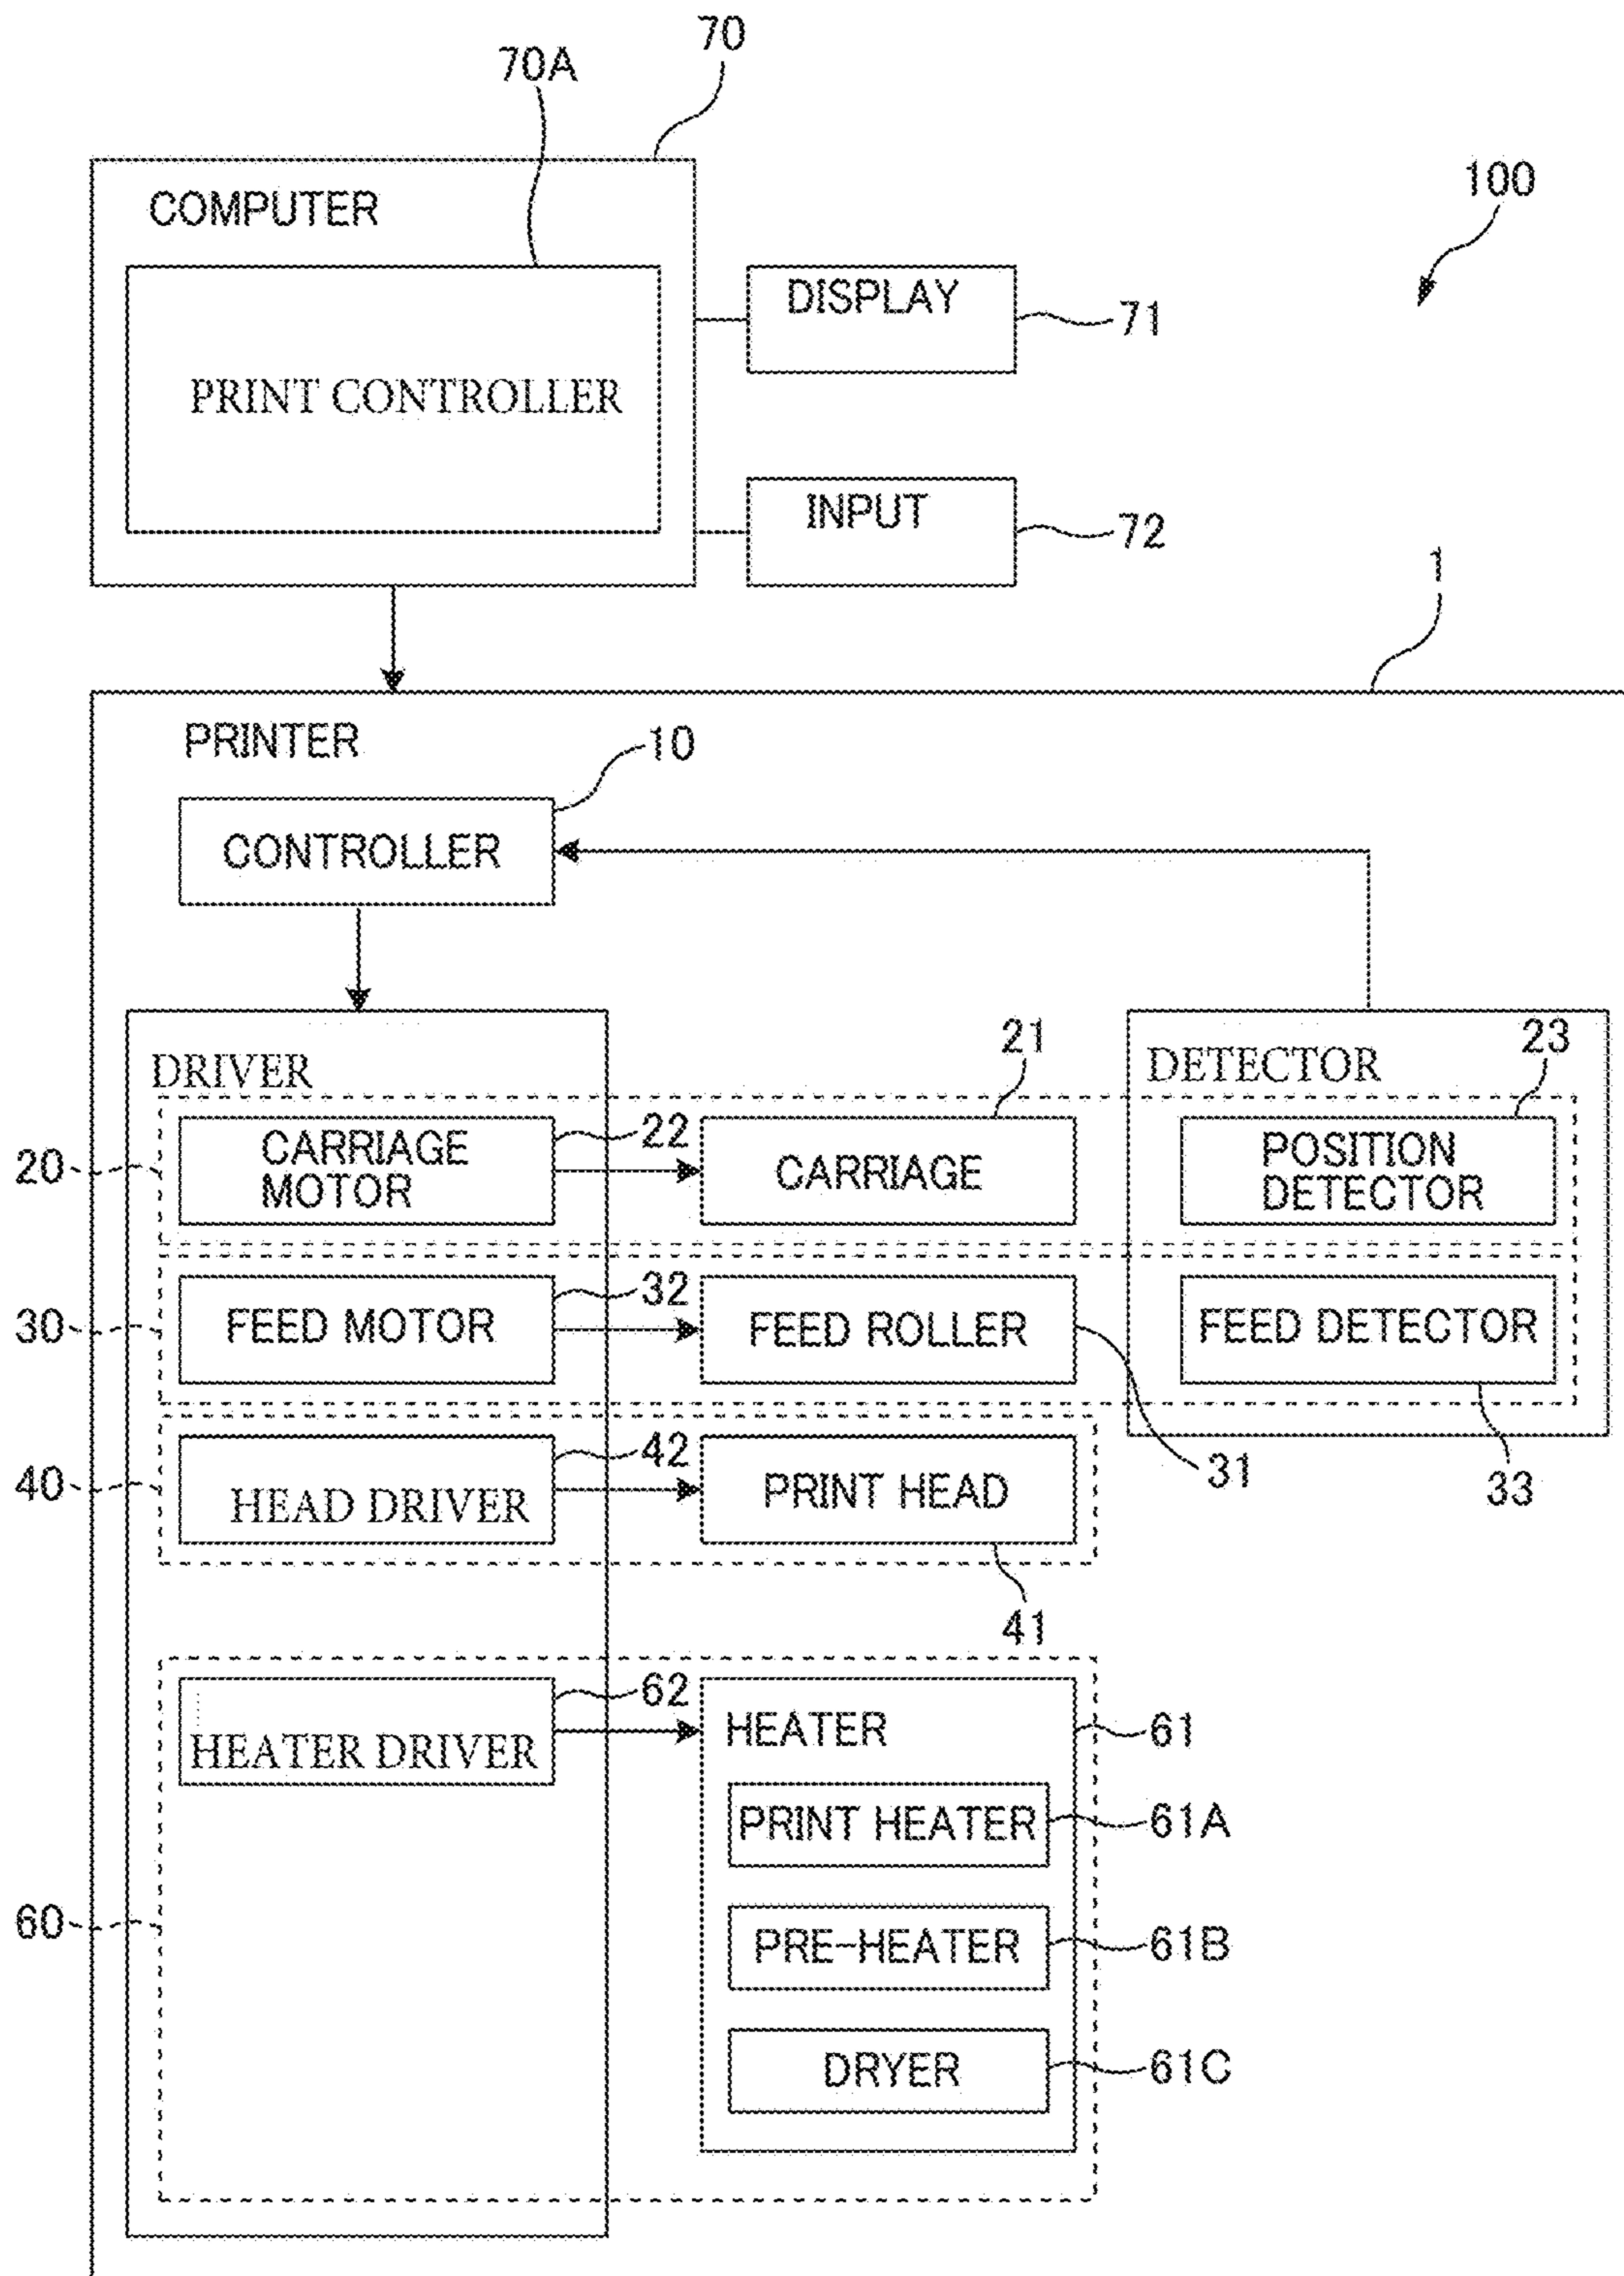 70
70A
COMPUTER
100
DISPLAY
71
PRINT CONTROLLER
INPUT
72
1
PRINTER
10
CONTROLLER
21
23
DRIVER
DETECTOR
20
CARRIAGE
MOTOR
22
CARRIAGE
POSITION
DETECTOR
30
FEED MOTOR
32
FEED ROLLER
FEED DETECTOR
40
HEAD DRIVER
42
PRINT HEAD
31
33
41
62
HEATER DRIVER
HEATER
61
PRINT HEATER
61A
60
PRE-HEATER
61B
DRYER
61C